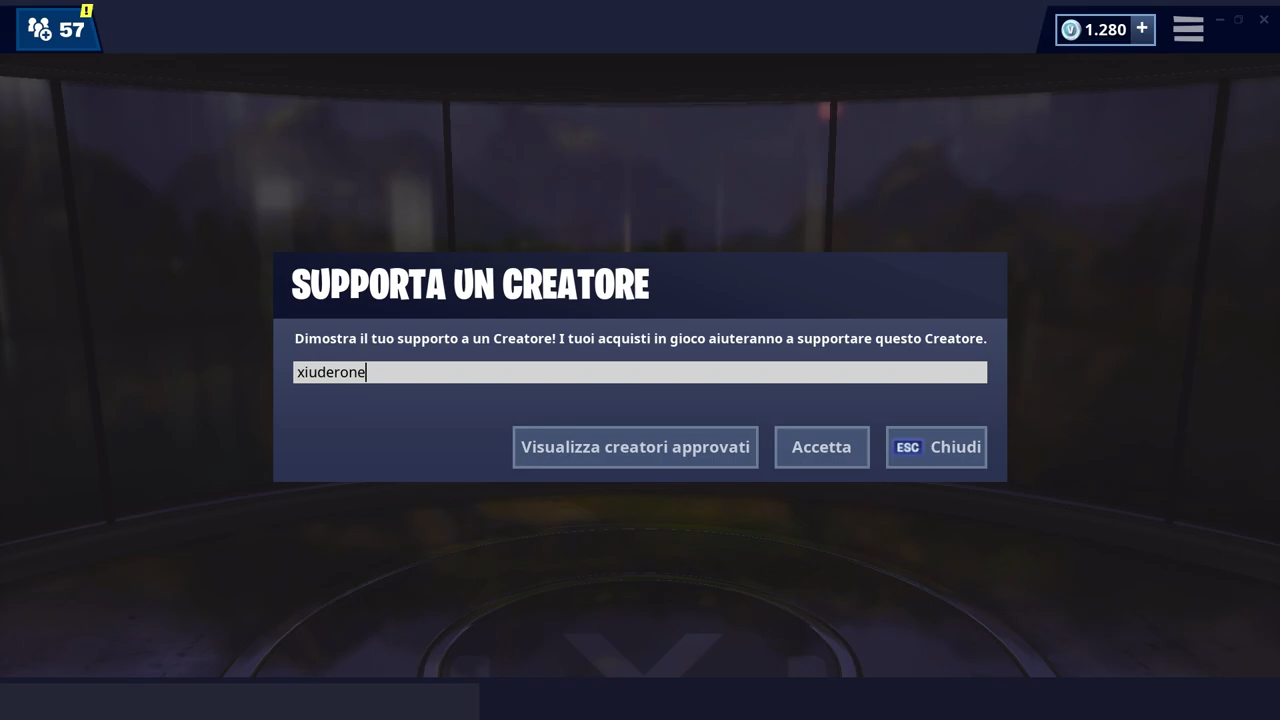 !
57
1.280 +
SUPPORTA UN CREATORE
Dimostra il tuo supporto a un Creatore! I tuoi acquisti in gioco aiuteranno a supportare questo Creatore.
xiuderone
Visualizza creatori approvati
Accetta
ESC Chiudi